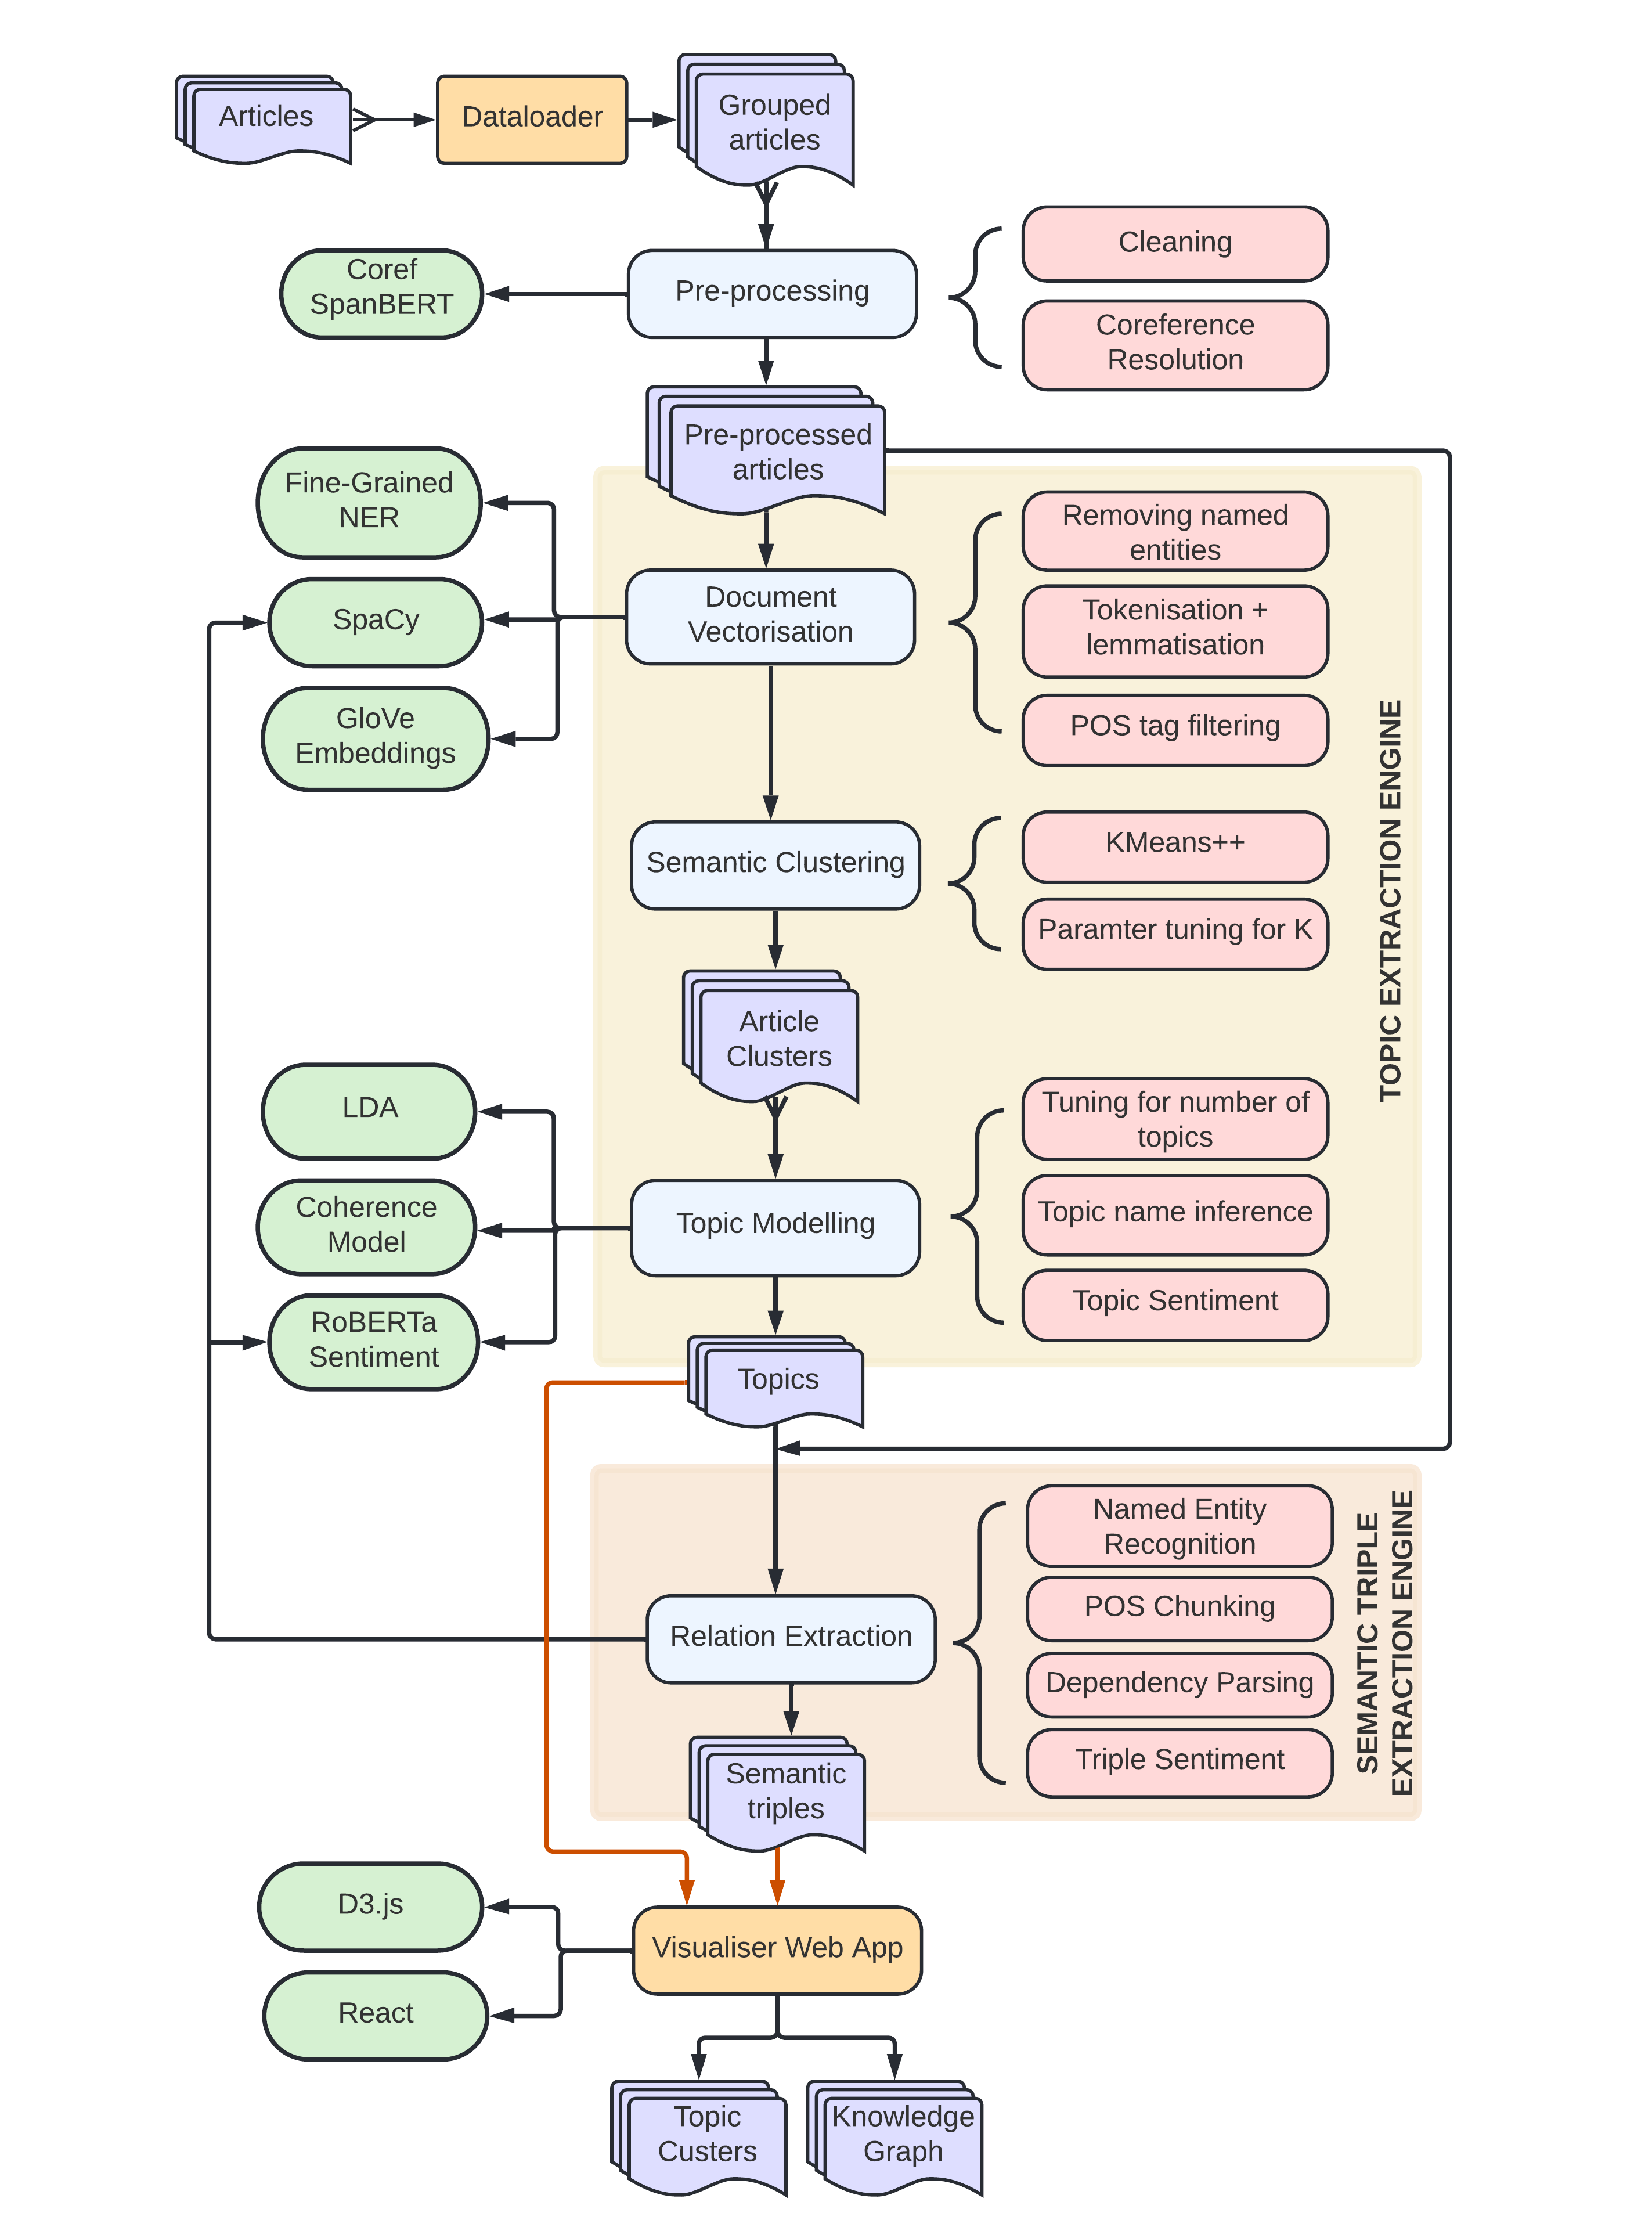 Articles
Dataloader
Grouped
articles
Cleaning
Coref
SpanBERT
Pre-processing
Coreference
Resolution
Pre-processed
articles
Fine-Grained
NER
Removing named
entities
SpaCy
Document
Vectorisation
Tokenisation +
lemmatisation
GloVe
Embeddings
POS tag filtering
TOPIC EXTRACTION ENGINE
Semantic Clustering
KMeans++
Paramter tuning for K
Article
Clusters
LDA
Tuning for number of
topics
Coherence
Model
Topic Modelling
Topic name inference
RoBERTa
Sentiment
Topic Sentiment
Topics
Named Entity
Recognition
SEMANTIC TRIPLE
EXTRACTION ENGINE
Relation Extraction
POS Chunking
Dependency Parsing
Triple Sentiment
Semantic
triples
D3.js
Visualiser Web App
React
Topic
Custers
Knowledge
Graph